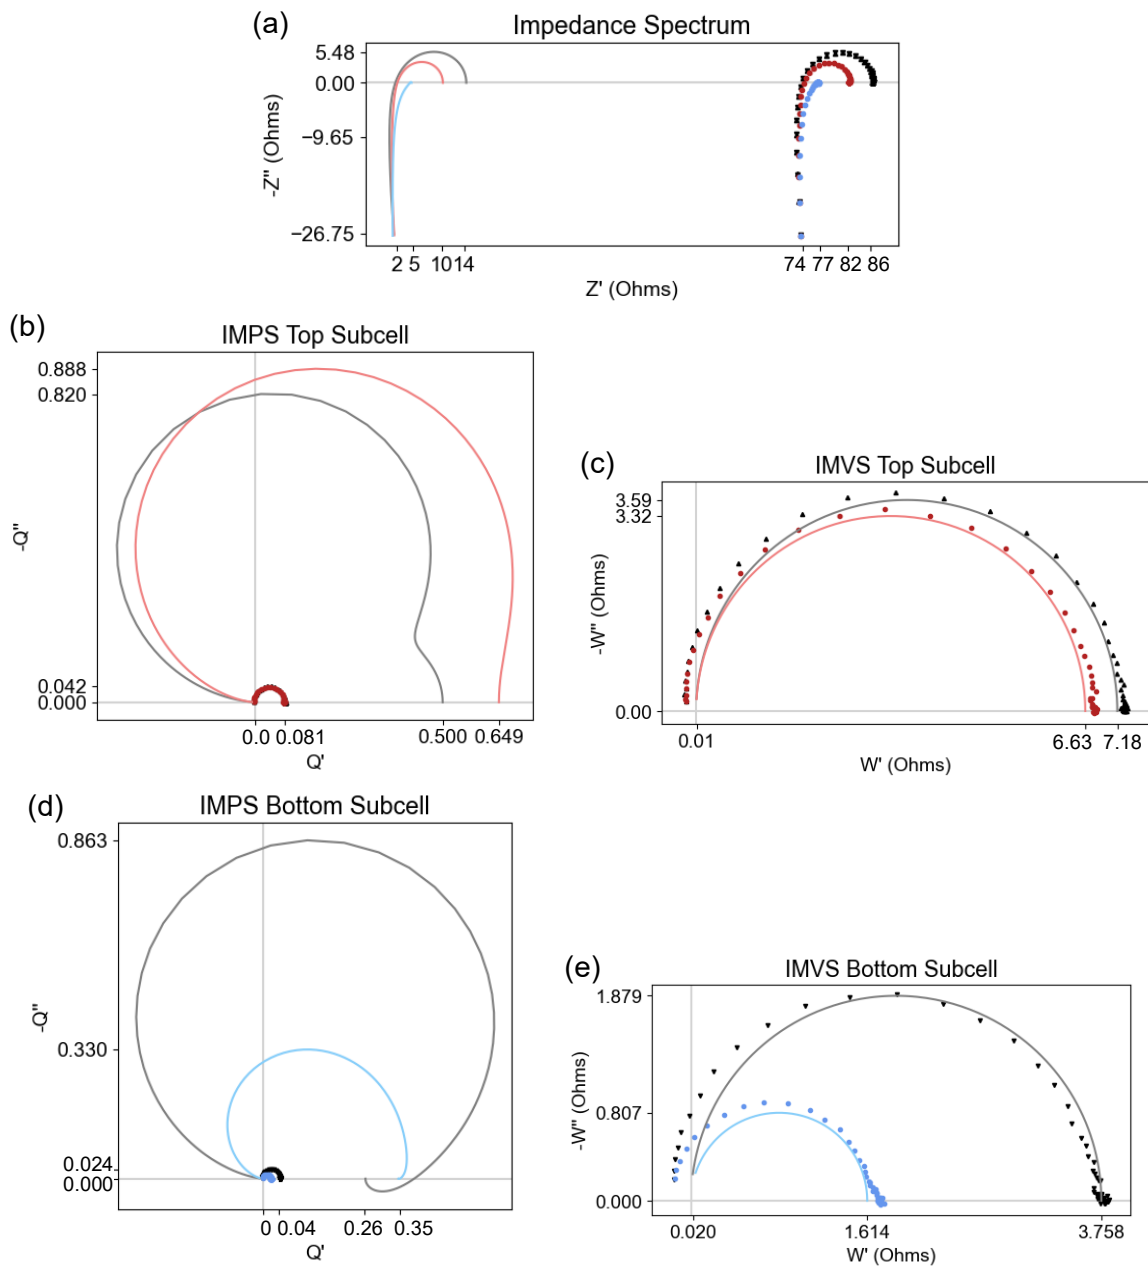 (a)
Impedance Spectrum
5.48
0.00
−9.65
−26.75
-Z" (Ohms)
2 5 10 14 74 77 82 86
Z' (Ohms)
(b)
IMPS Top Subcell
0.888
0.820
0.042
0.000
-Q"
0.0 0.081 0.500 0.649
Q'
(c)
IMVS Top Subcell
3.59
3.32
0.00
-W" (Ohms)
0.01 6.63 7.18
W' (Ohms)
(d)
IMPS Bottom Subcell
0.863
0.330
0.024
0.000
-Q"
0 0.04 0.26 0.35
Q'
(e)
IMVS Bottom Subcell
1.879
0.807
0.000
-W" (Ohms)
0.020 1.614 3.758
W' (Ohms)